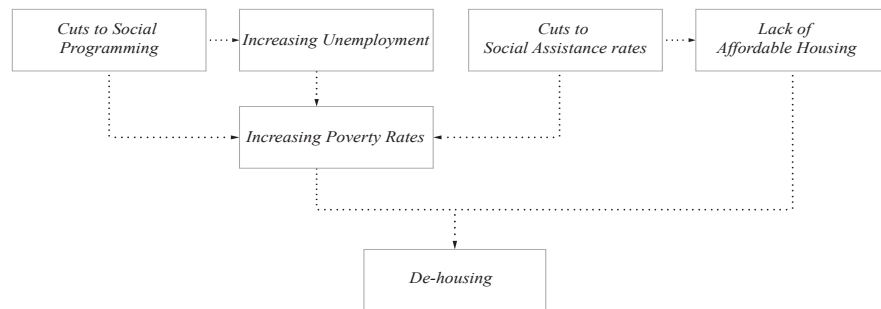 Cuts to Social
Programming
Increasing Unemployment
Cuts to
Social Assistance rates
Lack of
Affordable Housing
Increasing Poverty Rates
De-housing